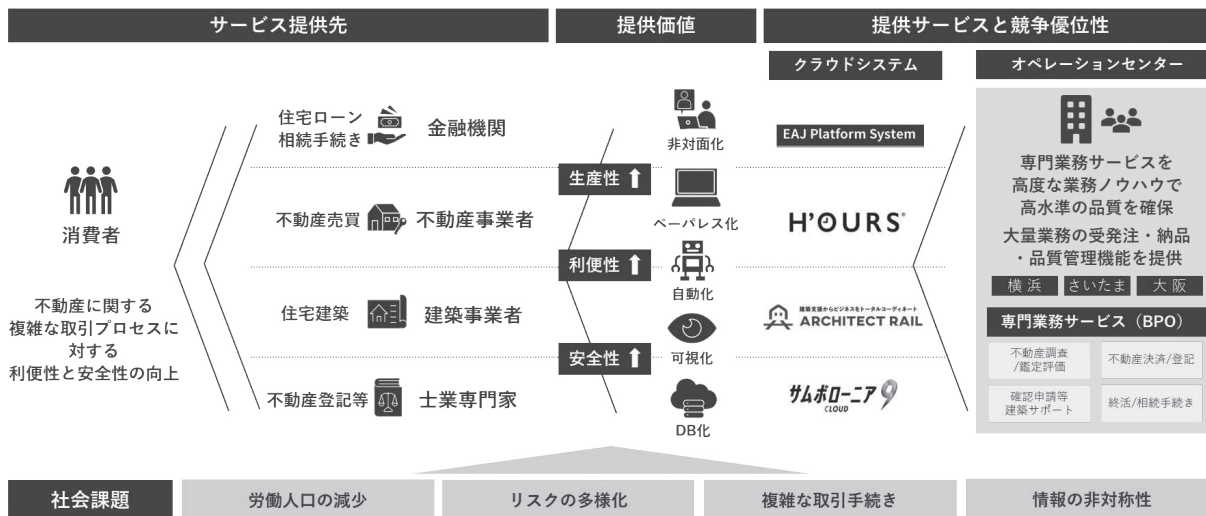 サービス提供先
提供価値
提供サービスと競争優位性
消費者
不動産に関する
複雑な取引プロセスに
対する
利便性と安全性の向上
住宅ローン
相続手続き
金融機関
不動産売買
不動産事業者
住宅建築
建築事業者
不動産登記等
士業専門家
生産性
利便性
安全性
非対面化
ペーパレス化
自動化
可視化
DB化
クラウドシステム
EAJ Platform System
H'OURS®
建築支援からビジネスをトータルコーディネート
ARCHITECT RAIL
サムポローニア9
CLOUD
オペレーションセンター
専門業務サービスを
高度な業務ノウハウで
高水準の品質を確保
大量業務の受発注・納品
・品質管理機能を提供
横浜
さいたま
大阪
専門業務サービス（BPO）
不動産調査
/鑑定評価
不動産決済/登記
確認申請等
建築サポート
終活/相続手続き
社会課題
労働人口の減少
リスクの多様化
複雑な取引手続き
情報の非対称性